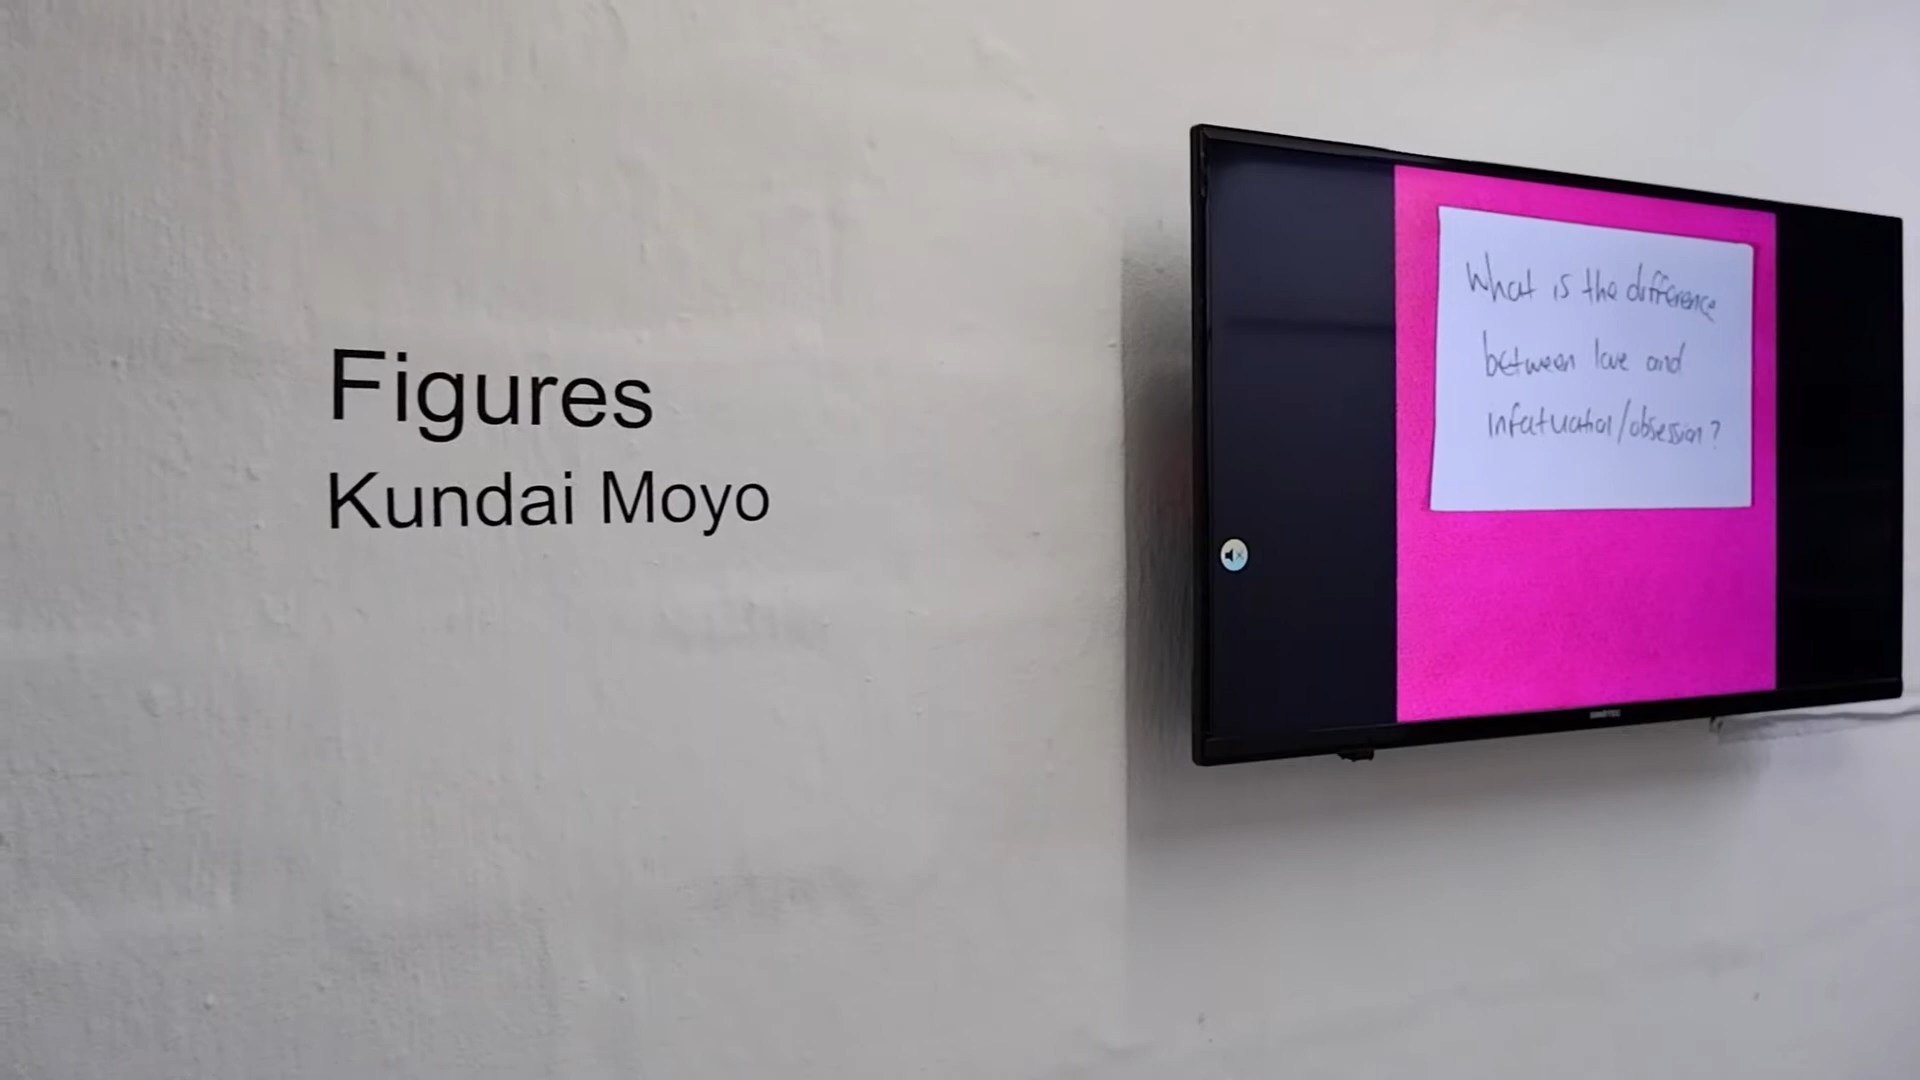 Figures
Kundai Moyo
What is the difference
between love and
infatuation/obsession?